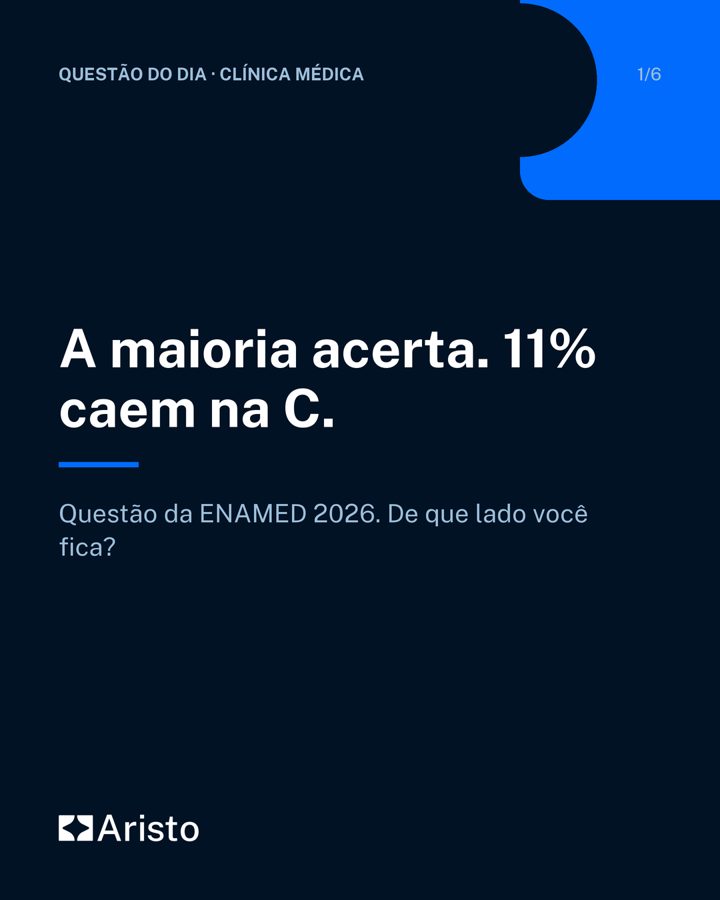 QUESTÃO DO DIA · CLÍNICA MÉDICA
1/6
A maioria acerta. 11%
caem na C.
Questão da ENAMED 2026. De que lado você
fica?
Aristo